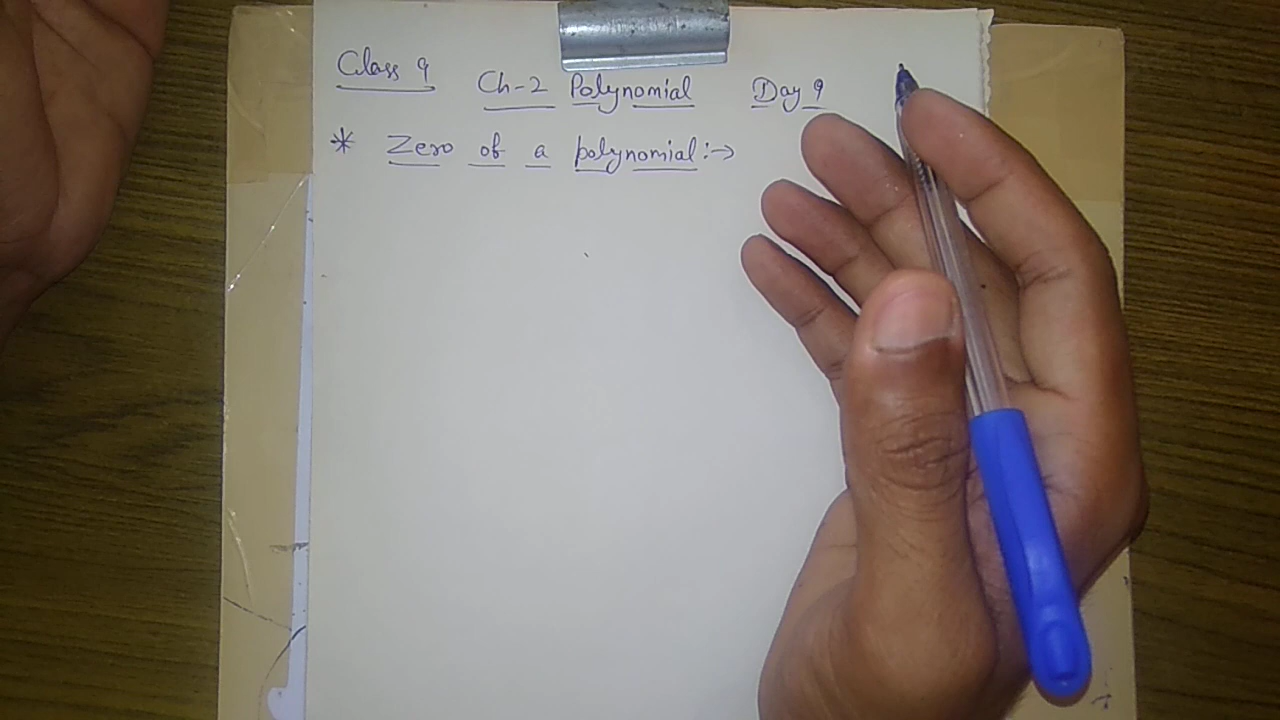 Class 9 Ch-2 Polynomial Day 9
* Zero of a polynomial:→